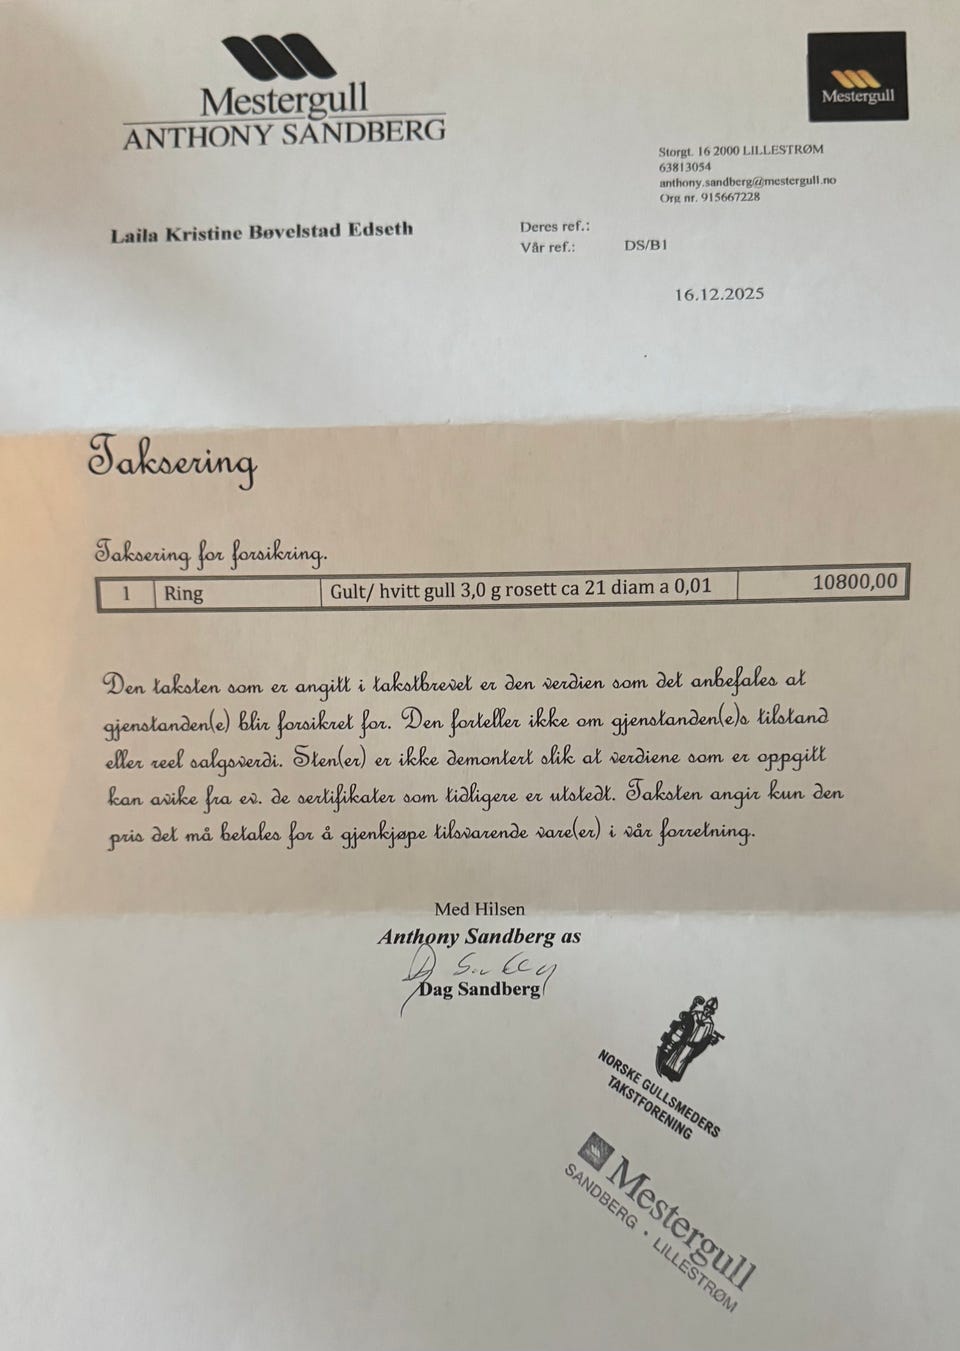 Mestergull
ANTHONY SANDBERG
Mestergull
Storgt. 16 2000 LILLESTRØM
63813054
anthony.sandberg@mestergull.no
Org nr. 915667228
Laila Kristine Bøvelstad Edseth
Deres ref.:
Vår ref.: DS/B1
16.12.2025
Taksering
Taksering for forsikring.
1 Ring Gult/ hvitt gull 3,0 g rosett ca 21 diam a 0,01 10800,00
Den taksten som er angitt i takstbrevet er den verdien som det anbefales at
gjenstanden(e) blir forsikret for. Den forteller ikke om gjenstanden(e)s tilstand
eller reel salgsverdi. Sten(er) er ikke demontert slik at verdiene som er oppgitt
kan avike fra ev. de sertifikater som tidligere er utstedt. Taksten angir kun den
pris det må betales for å gjenkjøpe tilsvarende vare(er) i vår forretning.
Med Hilsen
Anthony Sandberg as
Dag Sandberg
NORSKE GULLSMEDERS
TAKSTFORENING
Mestergull
SANDBERG · LILLESTRØM